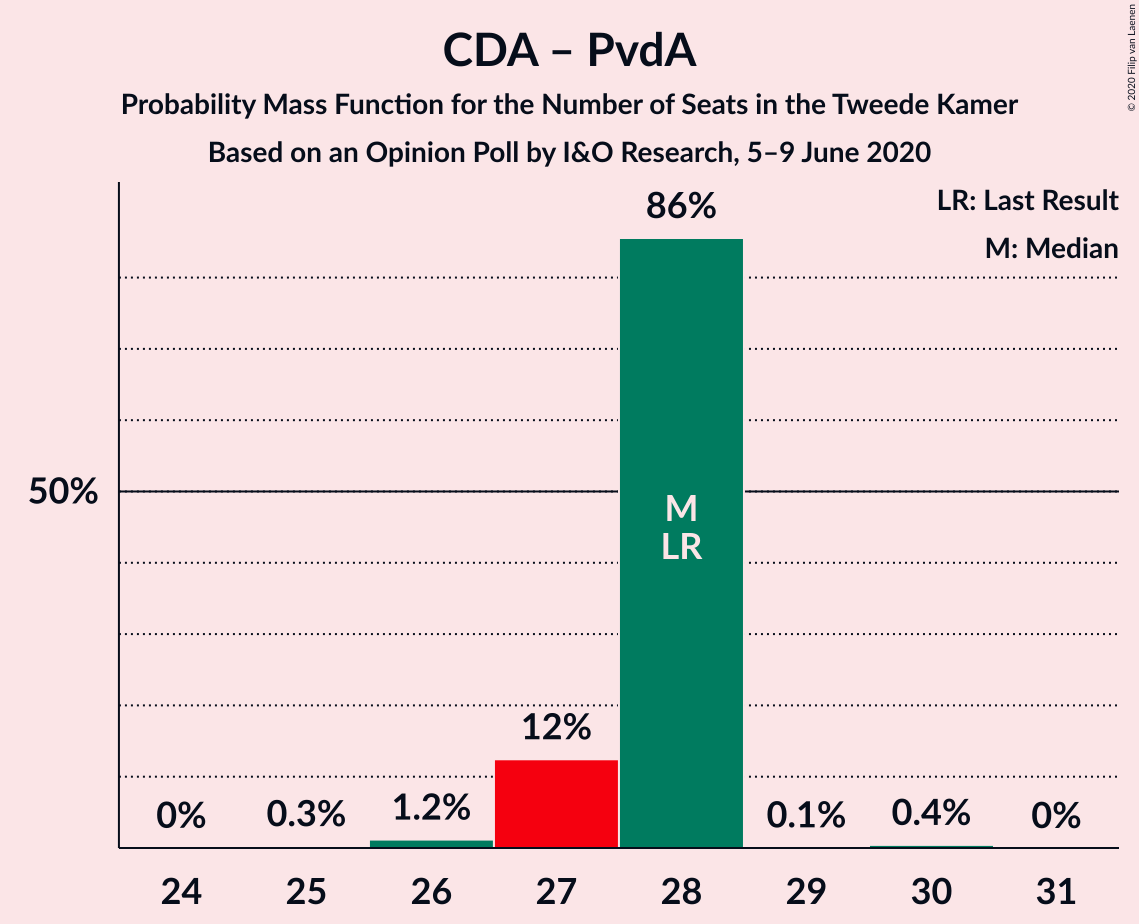 CDA – PvdA
Probability Mass Function for the Number of Seats in the Tweede Kamer
Based on an Opinion Poll by I&O Research, 5–9 June 2020
© 2020 Filip van Laenen
LR: Last Result
M: Median
86%
50%
M
LR
12%
0%
0.3%
1.2%
0.1%
0.4%
0%
24 25 26 27 28 29 30 31